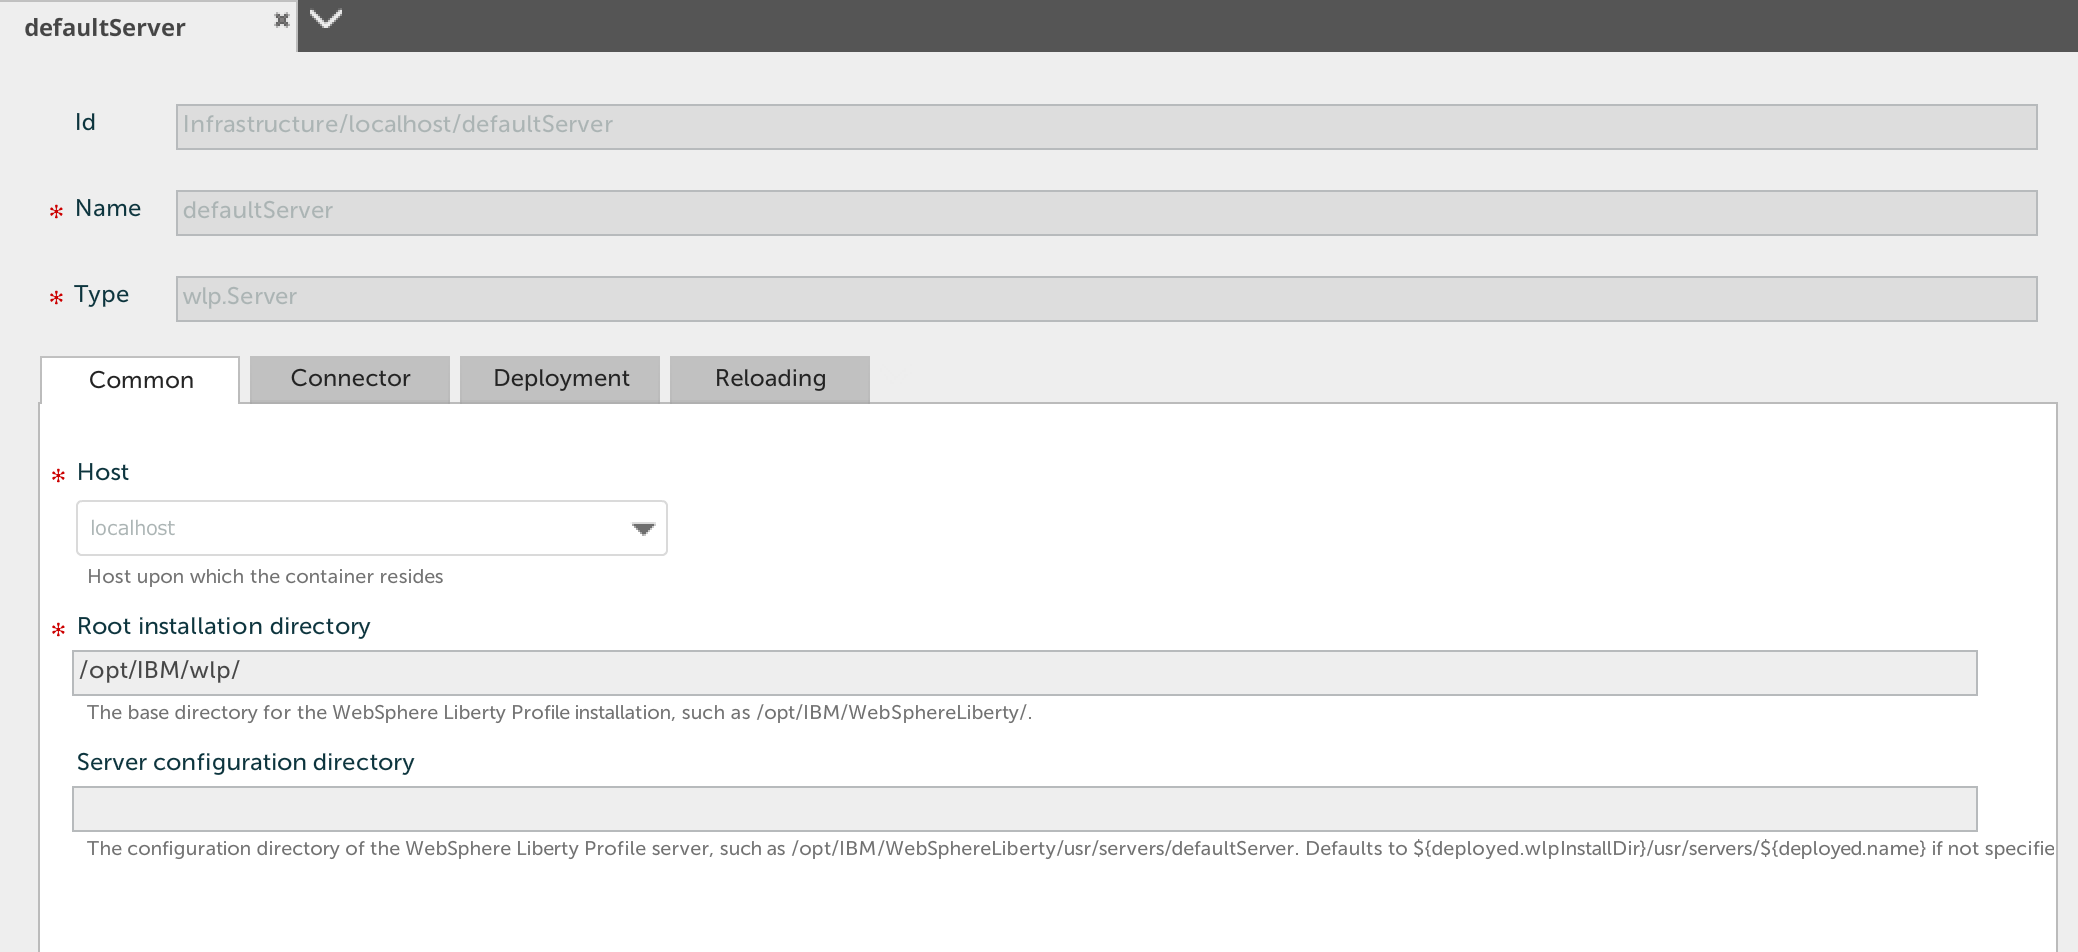 defaultServer
Id
Infrastructure/localhost/defaultServer
* Name
defaultServer
* Type
wlp.Server
Common Connector Deployment Reloading
* Host
localhost
Host upon which the container resides
* Root installation directory
/opt/IBM/wlp/
The base directory for the WebSphere Liberty Profile installation, such as /opt/IBM/WebSphereLiberty/.
Server configuration directory
The configuration directory of the WebSphere Liberty Profile server, such as /opt/IBM/WebSphereLiberty/usr/servers/defaultServer. Defaults to ${deployed.wlpInstallDir}/usr/servers/${deployed.name} if not specifie